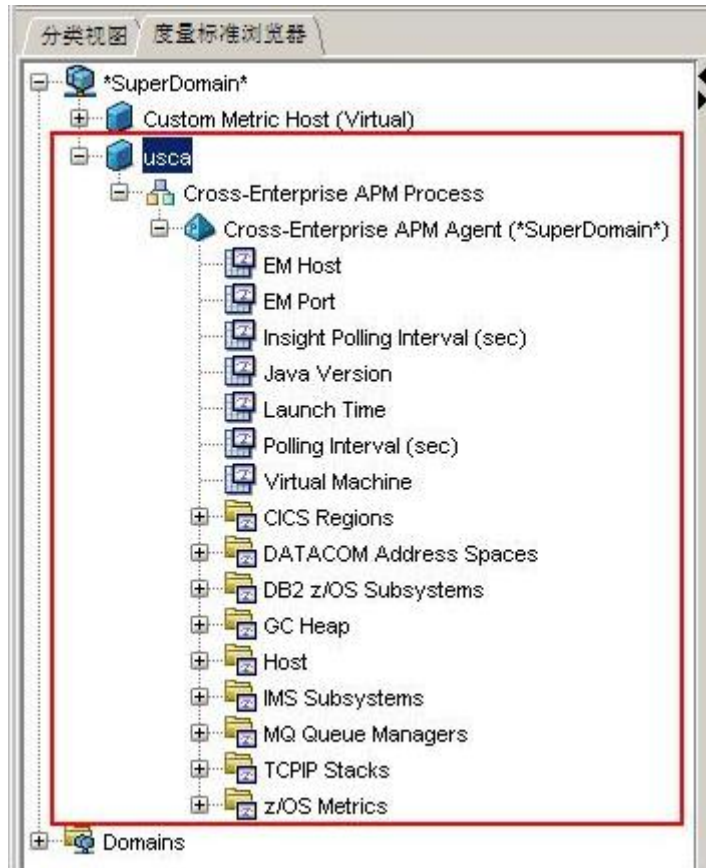 分类视图 度量标准浏览器
*SuperDomain*
Custom Metric Host (Virtual)
usca
Cross-Enterprise APM Process
Cross-Enterprise APM Agent (*SuperDomain*)
EM Host
EM Port
Insight Polling Interval (sec)
Java Version
Launch Time
Polling Interval (sec)
Virtual Machine
CICS Regions
DATACOM Address Spaces
DB2 z/OS Subsystems
GC Heap
Host
IMS Subsystems
MQ Queue Managers
TCPIP Stacks
z/OS Metrics
Domains